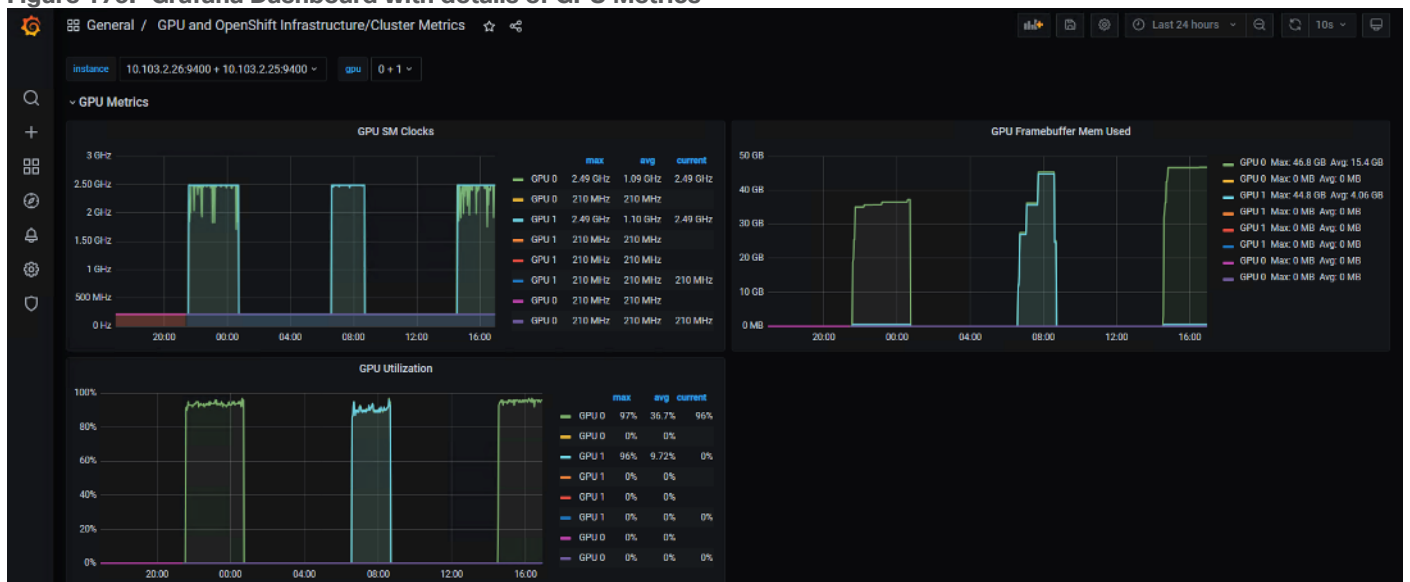 General / GPU and OpenShift Infrastructure/Cluster Metrics
Last 24 hours
10s
instance 10.103.2.26:9400 + 10.103.2.25:9400 gpu 0 + 1
GPU Metrics
GPU SM Clocks
3 GHz
2.50 GHz
2 GHz
1.50 GHz
1 GHz
500 MHz
0 Hz
20:00 00:00 04:00 08:00 12:00 16:00
max avg current
GPU 0 2.49 GHz 1.09 GHz 2.49 GHz
GPU 0 210 MHz 210 MHz
GPU 1 2.49 GHz 1.10 GHz 2.49 GHz
GPU 1 210 MHz 210 MHz
GPU 1 210 MHz 210 MHz
GPU 1 210 MHz 210 MHz 210 MHz
GPU 0 210 MHz 210 MHz
GPU 0 210 MHz 210 MHz 210 MHz
GPU Framebuffer Mem Used
50 GB
40 GB
30 GB
20 GB
10 GB
0 MB
20:00 00:00 04:00 08:00 12:00 16:00
GPU 0 Max: 46.8 GB Avg: 15.4 GB
GPU 0 Max: 0 MB Avg: 0 MB
GPU 1 Max: 44.8 GB Avg: 4.06 GB
GPU 1 Max: 0 MB Avg: 0 MB
GPU 1 Max: 0 MB Avg: 0 MB
GPU 1 Max: 0 MB Avg: 0 MB
GPU 0 Max: 0 MB Avg: 0 MB
GPU 0 Max: 0 MB Avg: 0 MB
GPU Utilization
100%
80%
60%
40%
20%
0%
20:00 00:00 04:00 08:00 12:00 16:00
max avg current
GPU 0 97% 36.7% 96%
GPU 0 0% 0%
GPU 1 96% 9.72% 0%
GPU 1 0% 0%
GPU 1 0% 0%
GPU 1 0% 0% 0%
GPU 0 0% 0%
GPU 0 0% 0% 0%